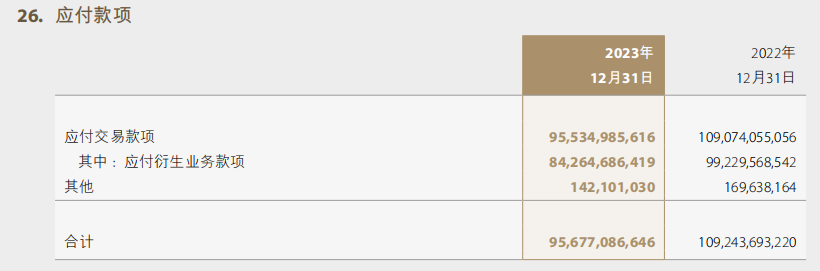 26. 应付款项
2023年 2022年
12月31日 12月31日
应付交易款项 95,534,985,616 109,074,055,056
其中：应付衍生业务款项 84,264,686,419 99,229,568,542
其他 142,101,030 169,638,164
合计 95,677,086,646 109,243,693,220